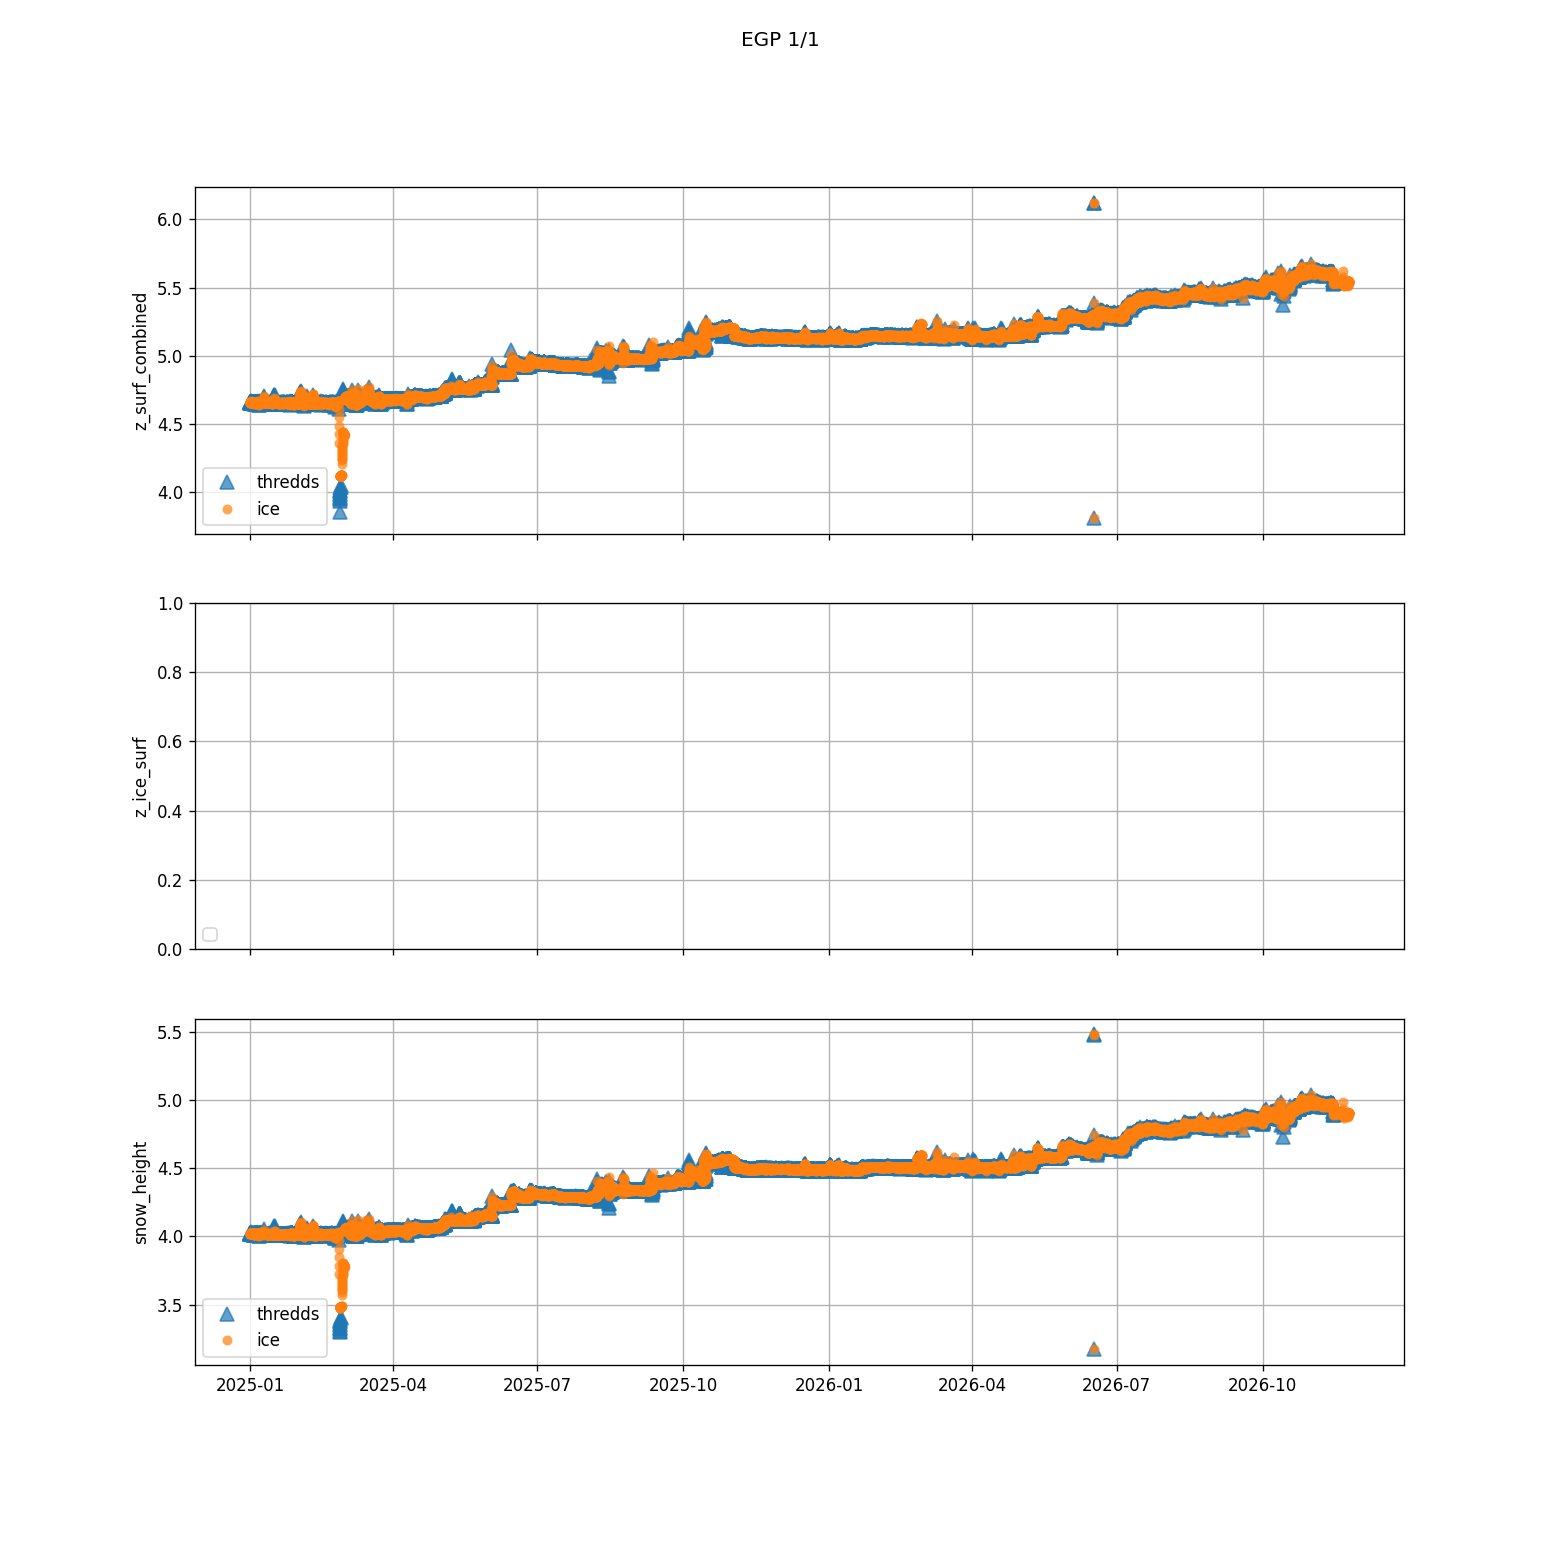 EGP 1/1
z_surf_combined
6.0
5.5
5.0
4.5
4.0
thredds
ice
z_ice_surf
1.0
0.8
0.6
0.4
0.2
0.0
snow_height
5.5
5.0
4.5
4.0
3.5
thredds
ice
2025-01 2025-04 2025-07 2025-10 2026-01 2026-04 2026-07 2026-10